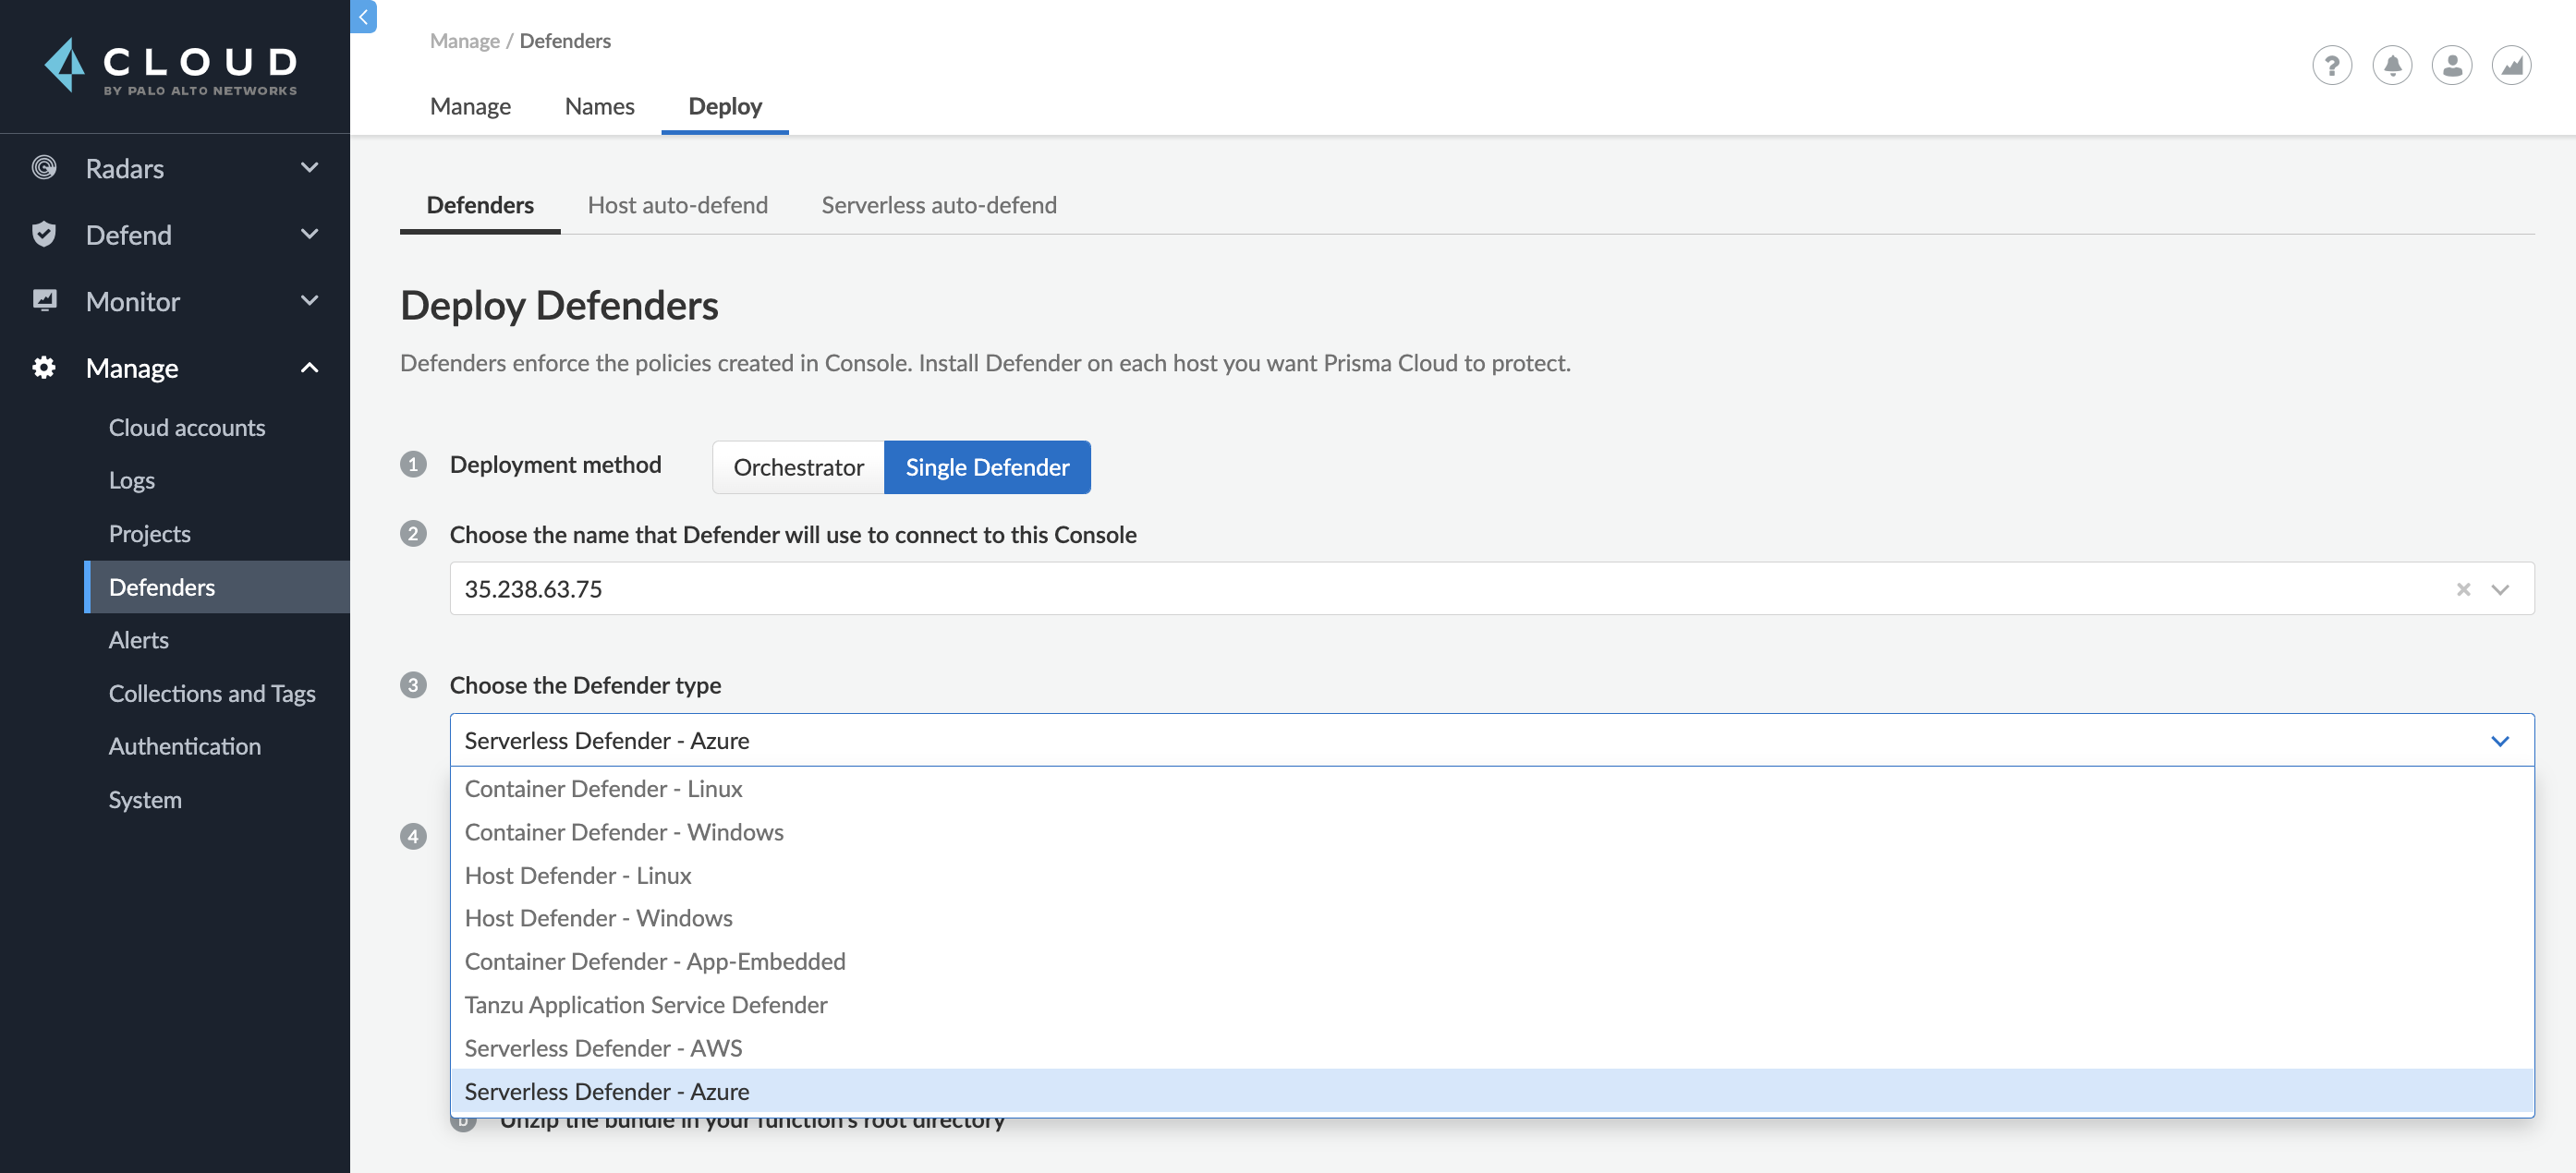 CLOUD
BY PALO ALTO NETWORKS
Radars
Defend
Monitor
Manage
Cloud accounts
Logs
Projects
Defenders
Alerts
Collections and Tags
Authentication
System
Manage / Defenders
Manage Names Deploy
?
Defenders Host auto-defend Serverless auto-defend
Deploy Defenders
Defenders enforce the policies created in Console. Install Defender on each host you want Prisma Cloud to protect.
1 Deployment method Orchestrator Single Defender
2 Choose the name that Defender will use to connect to this Console
35.238.63.75
3 Choose the Defender type
Serverless Defender - Azure
Container Defender - Linux
4 Container Defender - Windows
Host Defender - Linux
Host Defender - Windows
Container Defender - App-Embedded
Tanzu Application Service Defender
Serverless Defender - AWS
Serverless Defender - Azure
b Unzip the bundle in your function's root directory